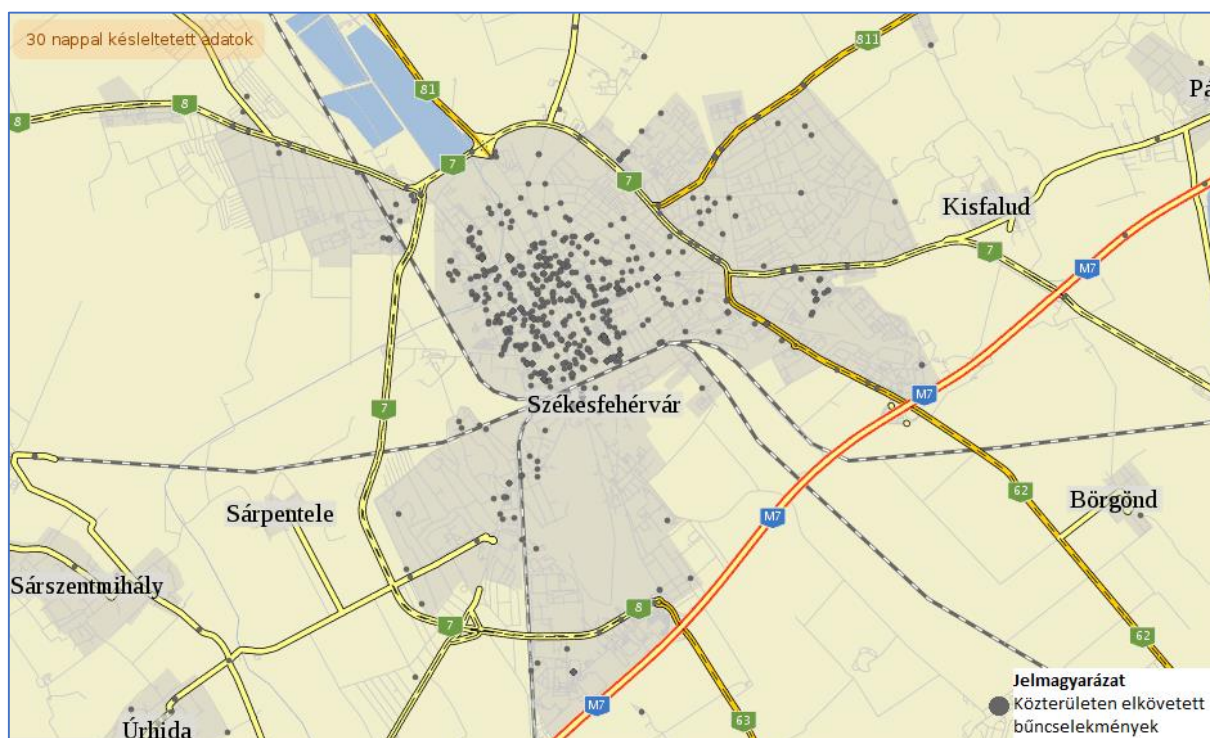 30 nappal késleltetett adatok
811
Pá
81
8
8
7
7
Kisfalud
7
M7
M7
Székesfehérvár
7
62
Börgönd
Sárpentele
M7
Sárszentmihály
8
7
62
Jelmagyarázat
Közterületen elkövetett
bűncselekmények
M7
63
Úrhida